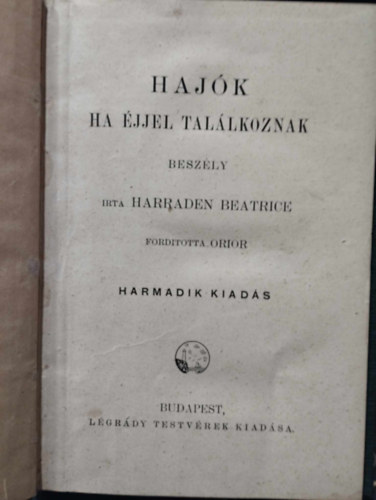 HAJÓK
HA ÉJJEL TALÁLKOZNAK
BESZÉLY
IRTA HARRADEN BEATRICE
FORDITOTTA ORIOR
HARMADIK KIADÁS
BUDAPEST,
LÉGRÁDY TESTVÉREK KIADÁSA.